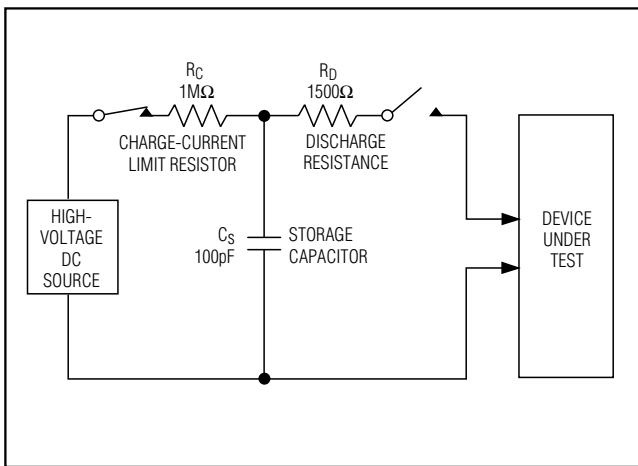 RC
1MΩ
CHARGE-CURRENT
LIMIT RESISTOR
RD
1500Ω
DISCHARGE
RESISTANCE
HIGH-
VOLTAGE
DC
SOURCE
CS
100pF
STORAGE
CAPACITOR
DEVICE
UNDER
TEST